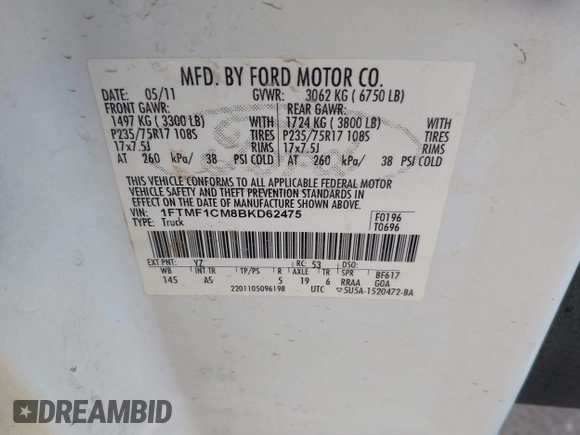 MFD. BY FORD MOTOR CO.
DATE: 05/11 GVWR: 3062 KG ( 6750 LB)
FRONT GAWR: REAR GAWR:
1497 KG ( 3300 LB) WITH 1724 KG ( 3800 LB)
P235/75R17 108S TIRES P235/75R17 108S
17x7.5J RIMS 17x7.5J
AT 260 kPa/ 38 PSI COLD AT 260 kPa/ 38 PSI COLD
THIS VEHICLE CONFORMS TO ALL APPLICABLE FEDERAL MOTOR
VEHICLE SAFETY AND BUMPER STANDARDS IN
EFFECT ON THE DATE OF MANUFACTURE SHOWN ABOVE.
VIN: 1FTMF1CM8BKD62475
TYPE: Truck
F0196
T0696
EXT PNT: YZ RC: 53 DSO:
WB INT TR TP/PS R AXLE TR SPR BF617
145 AS 5 19 6 RRAA G0A
2201105096198 UTC ▽5U5A-1520472-BA
DREAMBID